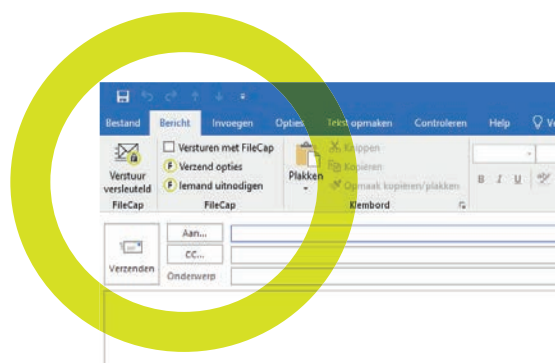 Bestand Bericht Invoegen Opties Tekst opmaken Controleren Help
Verstuur versleuteld
FileCap
Versturen met FileCap
F Verzend opties
F Iemand uitnodigen
FileCap
Plakken
Knippen
Kopiëren
Opmaak kopiëren/plakken
Klembord
B I U
Verzenden
Aan...
CC...
Onderwerp